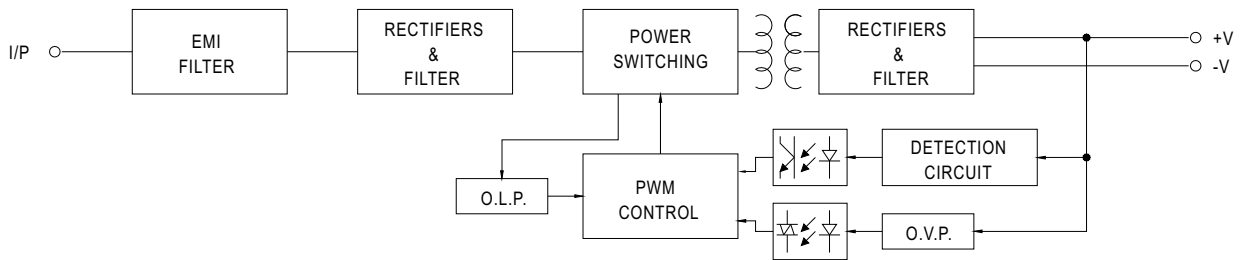 I/P
EMI
FILTER
RECTIFIERS
&
FILTER
POWER
SWITCHING
RECTIFIERS
&
FILTER
+V
-V
O.L.P.
PWM
CONTROL
DETECTION
CIRCUIT
O.V.P.